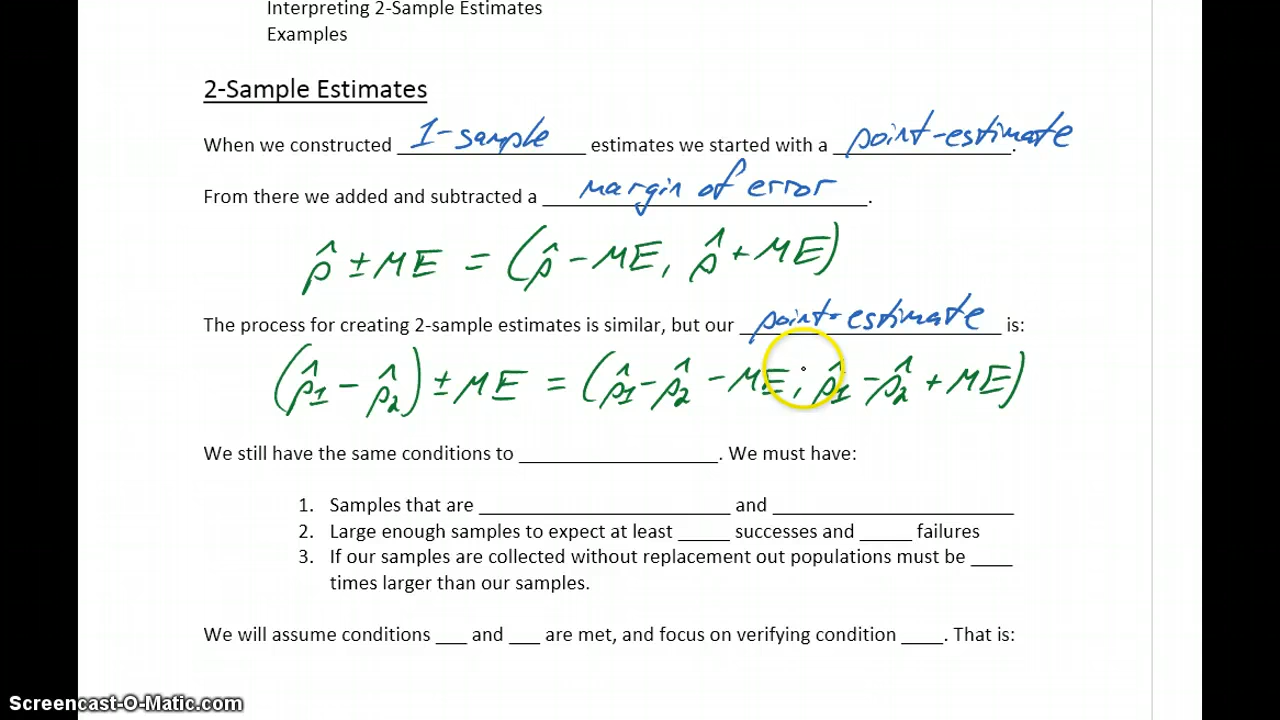 Interpreting 2-Sample Estimates
Examples
2-Sample Estimates
When we constructed 1-sample estimates we started with a point-estimate.
From there we added and subtracted a margin of error.
p̂ ± ME = (p̂ - ME, p̂ + ME)
The process for creating 2-sample estimates is similar, but our point-estimate is:
(p̂1 - p̂2) ± ME = (p̂1 - p̂2 - ME, p̂1 - p̂2 + ME)
We still have the same conditions to ____________________. We must have:
1. Samples that are _________________________ and ________________________
2. Large enough samples to expect at least _____ successes and _____ failures
3. If our samples are collected without replacement out populations must be ____
times larger than our samples.
We will assume conditions ___ and ___ are met, and focus on verifying condition ____. That is:
Screencast-O-Matic.com